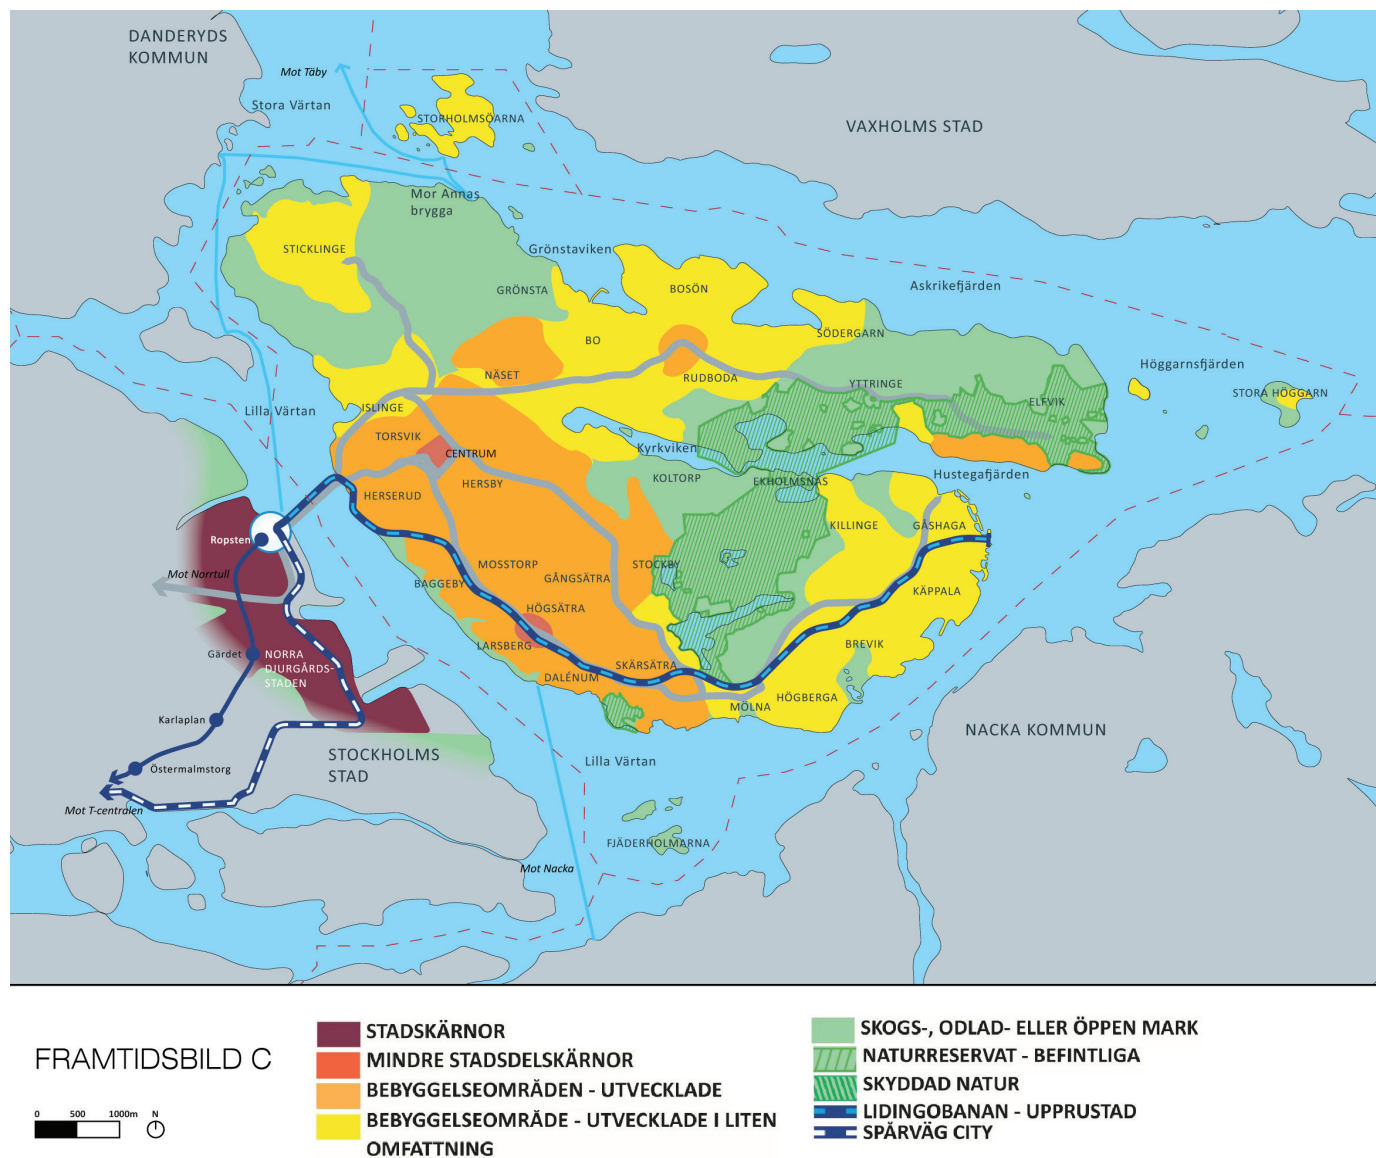 DANDERYDS
KOMMUN
Mot Täby
Stora Värtan
STORHOLMSÖARNA
VAXHOLMS STAD
Mor Annas
brygga
STICKLINGE
Grönstaviken
GRÖNSTA
BOSÖN
Askrikefjärden
BO
SÖDERGARN
Höggarnsfjärden
NÄSET
RUDBODA
YTTRINGE
STORA HÖGGARN
ELFVIK
Lilla Värtan
ISLINGE
TORSVIK
CENTRUM
Kyrkviken
HERSBY
KOLTORP
EKHOLMSNÄS
Hustegafjärden
HERSERUD
KILLINGE
GÅSHAGA
Ropsten
Mot Norrtull
MOSSTORP
GÅNGSÄTRA
STOCKBY
BAGGEBY
KÄPPALA
HÖGSÄTRA
LARSBERG
BREVIK
Gärdet
NORRA
DJURGÅRDS-
STADEN
SKÄRSÄTRA
DALÉNUM
HÖGBERGA
MÖLNA
Karlaplan
NACKA KOMMUN
STOCKHOLMS
STAD
Lilla Värtan
Östermalmstorg
Mot T-centralen
FJÄDERHOLMARNA
Mot Nacka
FRAMTIDSBILD C
0 500 1000m N
STADSKÄRNOR
MINDRE STADSDELSKÄRNOR
BEBYGGELSEOMRÅDEN - UTVECKLADE
BEBYGGELSEOMRÅDE - UTVECKLADE I LITEN
OMFATTNING
SKOGS-, ODLAD- ELLER ÖPPEN MARK
NATURRESERVAT - BEFINTLIGA
SKYDDAD NATUR
LIDINGOBANAN - UPPRUSTAD
SPÅRVÄG CITY